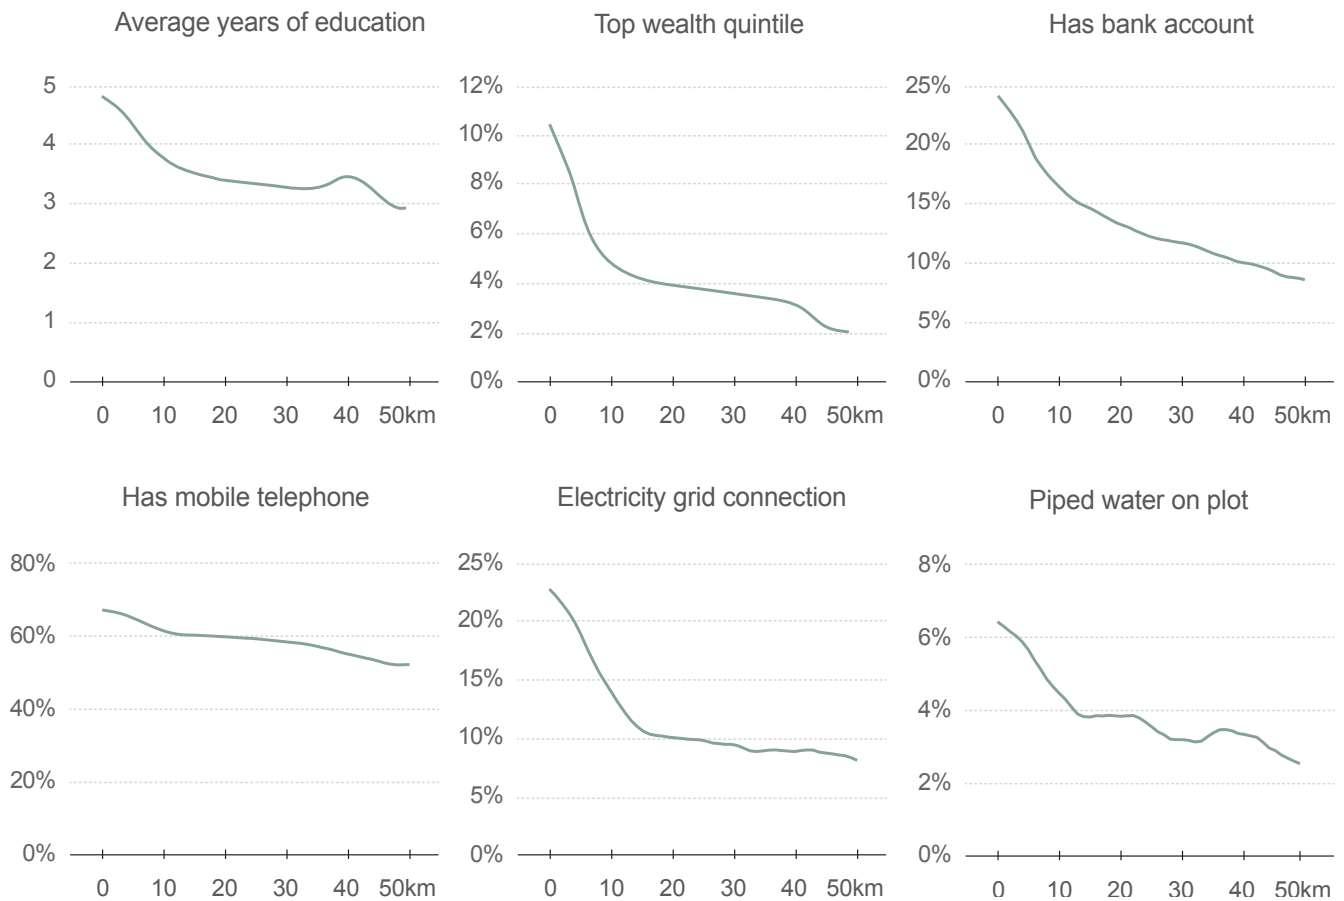 Average years of education
5
4
3
2
1
0
0 10 20 30 40 50km
Top wealth quintile
12%
10%
8%
6%
4%
2%
0%
0 10 20 30 40 50km
Has bank account
25%
20%
15%
10%
5%
0%
0 10 20 30 40 50km
Has mobile telephone
80%
60%
40%
20%
0%
0 10 20 30 40 50km
Electricity grid connection
25%
20%
15%
10%
5%
0%
0 10 20 30 40 50km
Piped water on plot
8%
6%
4%
2%
0%
0 10 20 30 40 50km